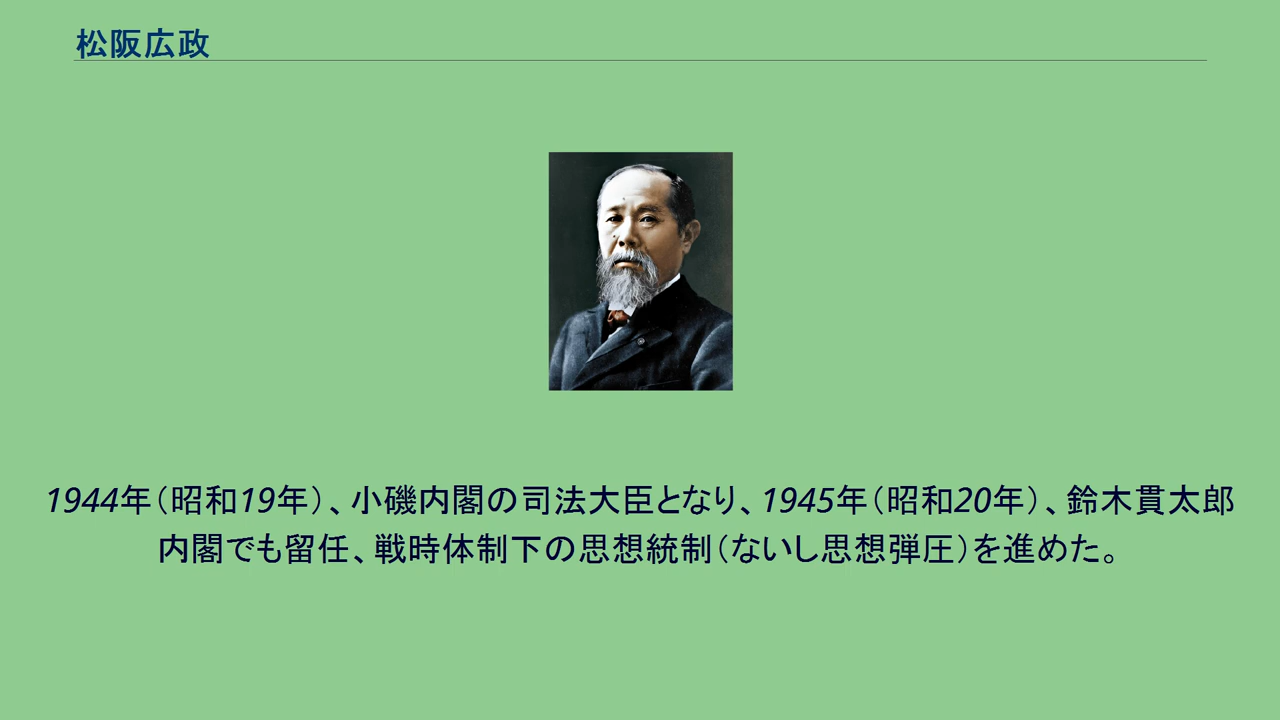 松阪広政
1944年（昭和19年）、小磯内閣の司法大臣となり、1945年（昭和20年）、鈴木貫太郎
内閣でも留任、戦時体制下の思想統制（ないし思想弾圧）を進めた。